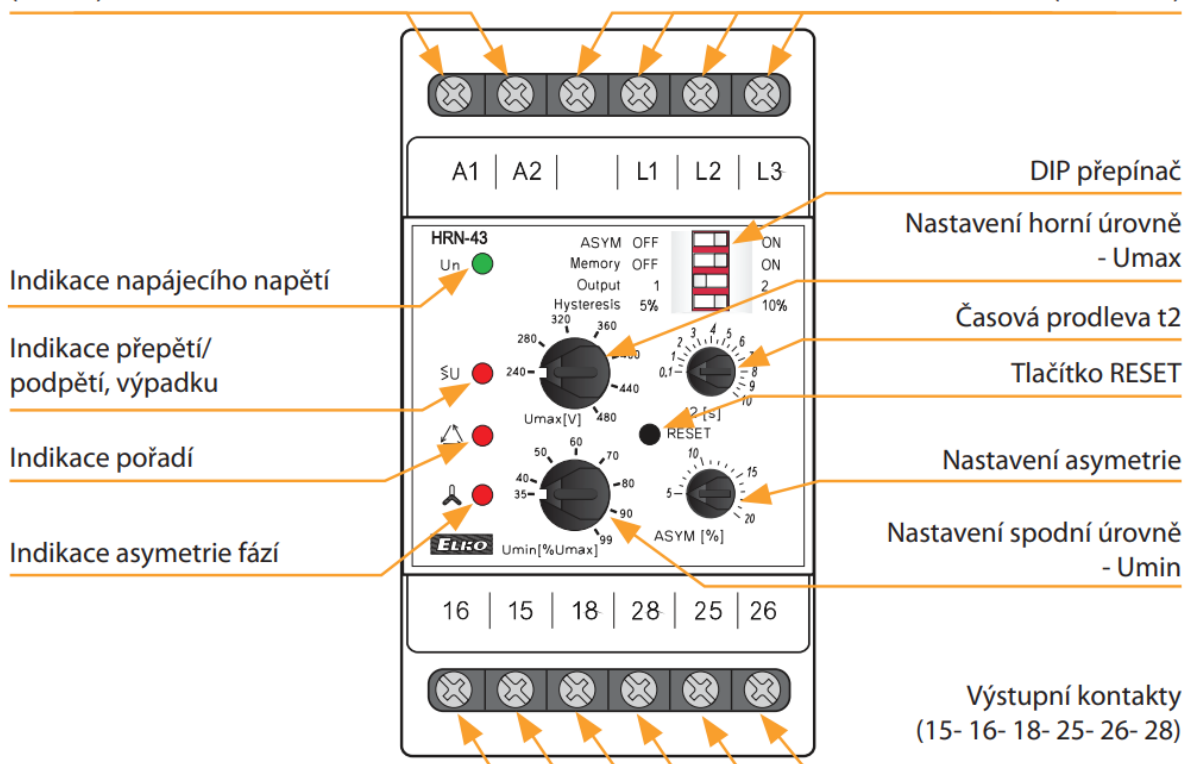 A1 A2 L1 L2 L3
DIP přepínač
Nastavení horní úrovně
- Umax
Časová prodleva t2
Tlačítko RESET
Nastavení asymetrie
Nastavení spodní úrovně
- Umin
Indikace napájecího napětí
Indikace přepětí/
podpětí, výpadku
Indikace pořadí
Indikace asymetrie fází
HRN-43
Un
ASYM OFF ON
Memory OFF ON
Output 1 2
Hysteresis 5% 10%
240 280 320 360 440 480
Umax[V]
0,1 1 2 3 4 5 6 8 9 10
[s]
RESET
≶U
35 40 50 60 70 80 90 99
Umin[%Umax]
5 10 15 20
ASYM [%]
ELKO
16 15 18 28 25 26
Výstupní kontakty
(15- 16- 18- 25- 26- 28)